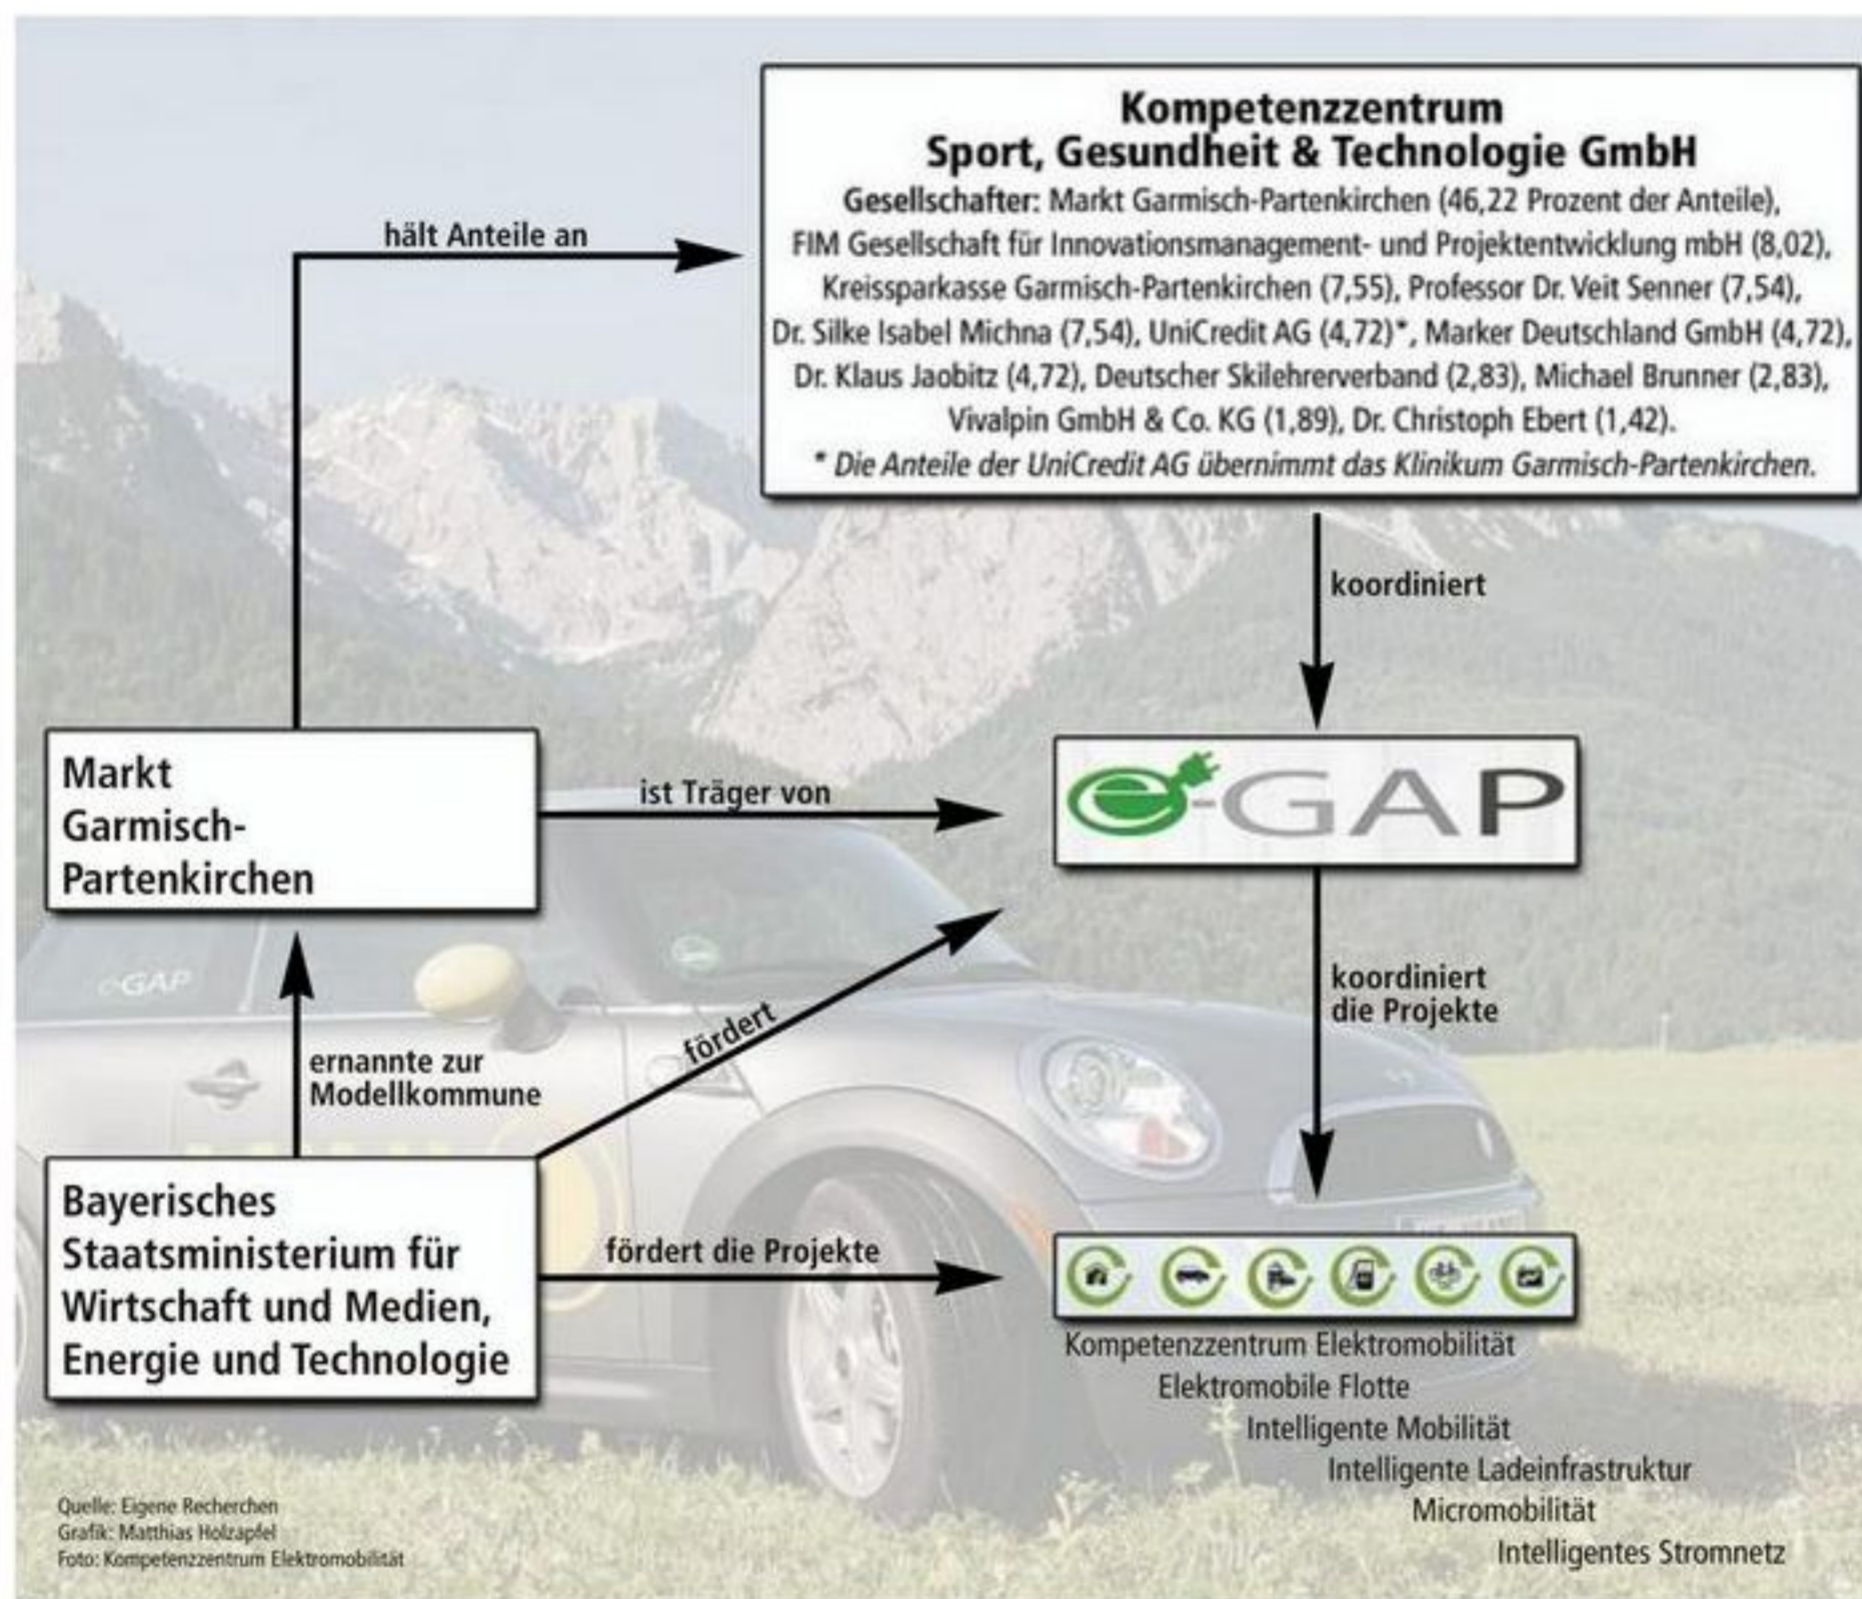 Kompetenzzentrum
Sport, Gesundheit & Technologie GmbH
Gesellschafter: Markt Garmisch-Partenkirchen (46,22 Prozent der Anteile),
FIM Gesellschaft für Innovationsmanagement- und Projektentwicklung mbH (8,02),
Kreissparkasse Garmisch-Partenkirchen (7,55), Professor Dr. Veit Senner (7,54),
Dr. Silke Isabel Michna (7,54), UniCredit AG (4,72)*, Marker Deutschland GmbH (4,72),
Dr. Klaus Jaobitz (4,72), Deutscher Skilehrerverband (2,83), Michael Brunner (2,83),
Vivalpin GmbH & Co. KG (1,89), Dr. Christoph Ebert (1,42).
* Die Anteile der UniCredit AG übernimmt das Klinikum Garmisch-Partenkirchen.
hält Anteile an
koordiniert
Markt
Garmisch-
Partenkirchen
ist Träger von
e-GAP
e-GAP
koordiniert
die Projekte
fördert
ernannte zur
Modellkommune
Bayerisches
Staatsministerium für
Wirtschaft und Medien,
Energie und Technologie
fördert die Projekte
Kompetenzzentrum Elektromobilität
Elektromobile Flotte
Intelligente Mobilität
Intelligente Ladeinfrastruktur
Micromobilität
Intelligentes Stromnetz
Quelle: Eigene Recherchen
Grafik: Matthias Holzapfel
Foto: Kompetenzzentrum Elektromobilität